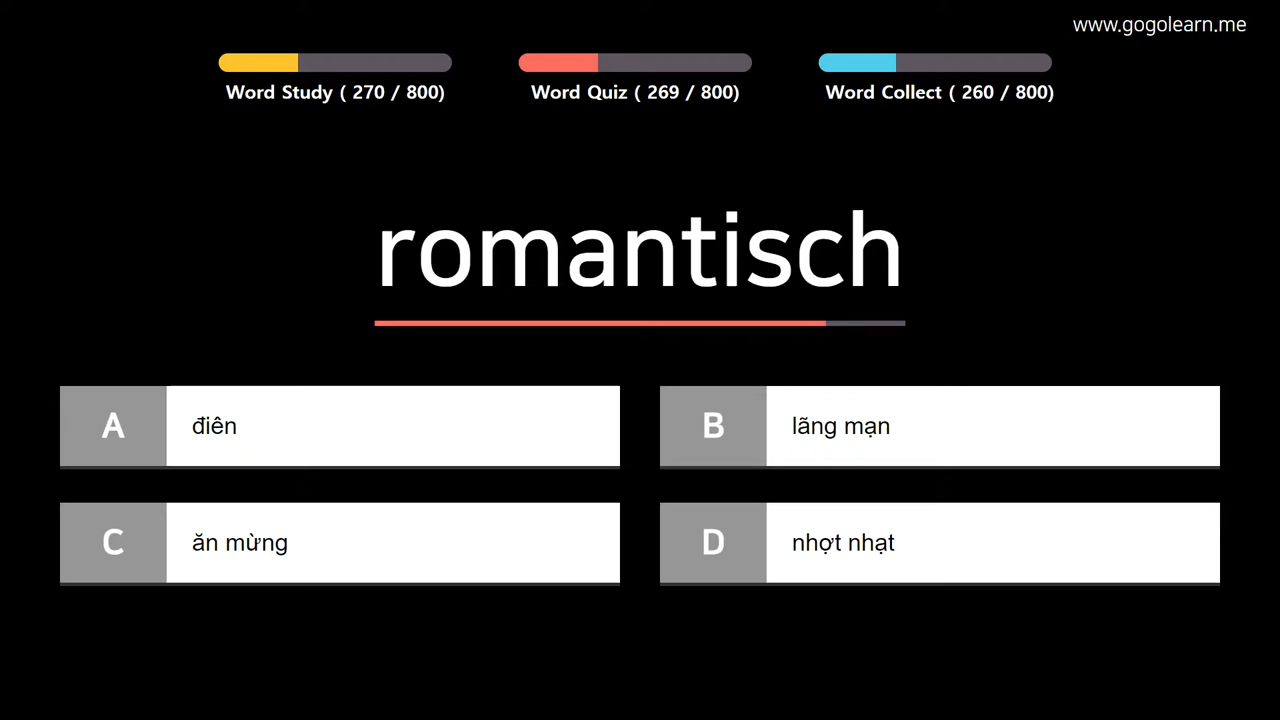 www.gogolearn.me
Word Study ( 270 / 800)
Word Quiz ( 269 / 800)
Word Collect ( 260 / 800)
romantisch
A điên
B lãng mạn
C ăn mừng
D nhợt nhạt